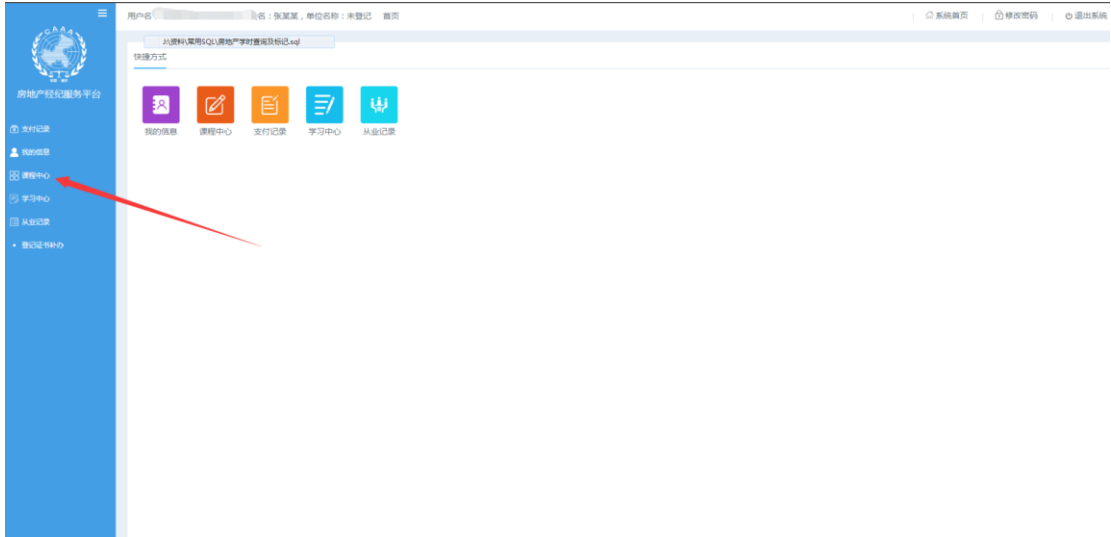 用户名 名：张某某，单位名称：未登记 首页
系统首页 修改密码 退出系统
J:\资料\常用SQL\房地产学时查询及标记.sql
快捷方式
CAAA
房地产经纪服务平台
支付记录
我的信息
课程中心
学习中心
从业记录
登记证书补办
我的信息 课程中心 支付记录 学习中心 从业记录